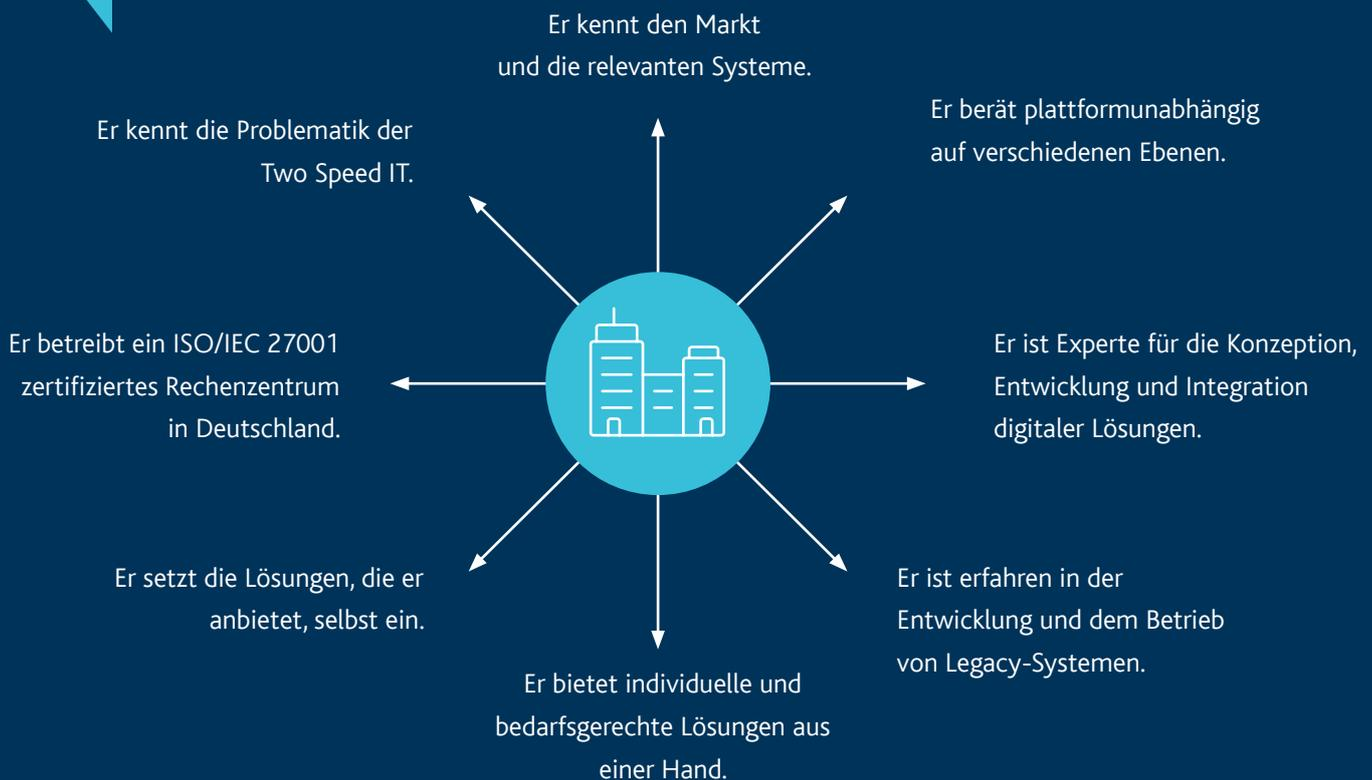 Er kennt den Markt
und die relevanten Systeme.
Er berät plattformunabhängig
auf verschiedenen Ebenen.
Er kennt die Problematik der
Two Speed IT.
Er betreibt ein ISO/IEC 27001
zertifiziertes Rechenzentrum
in Deutschland.
Er ist Experte für die Konzeption,
Entwicklung und Integration
digitaler Lösungen.
Er setzt die Lösungen, die er
anbietet, selbst ein.
Er ist erfahren in der
Entwicklung und dem Betrieb
von Legacy-Systemen.
Er bietet individuelle und
bedarfsgerechte Lösungen aus
einer Hand.